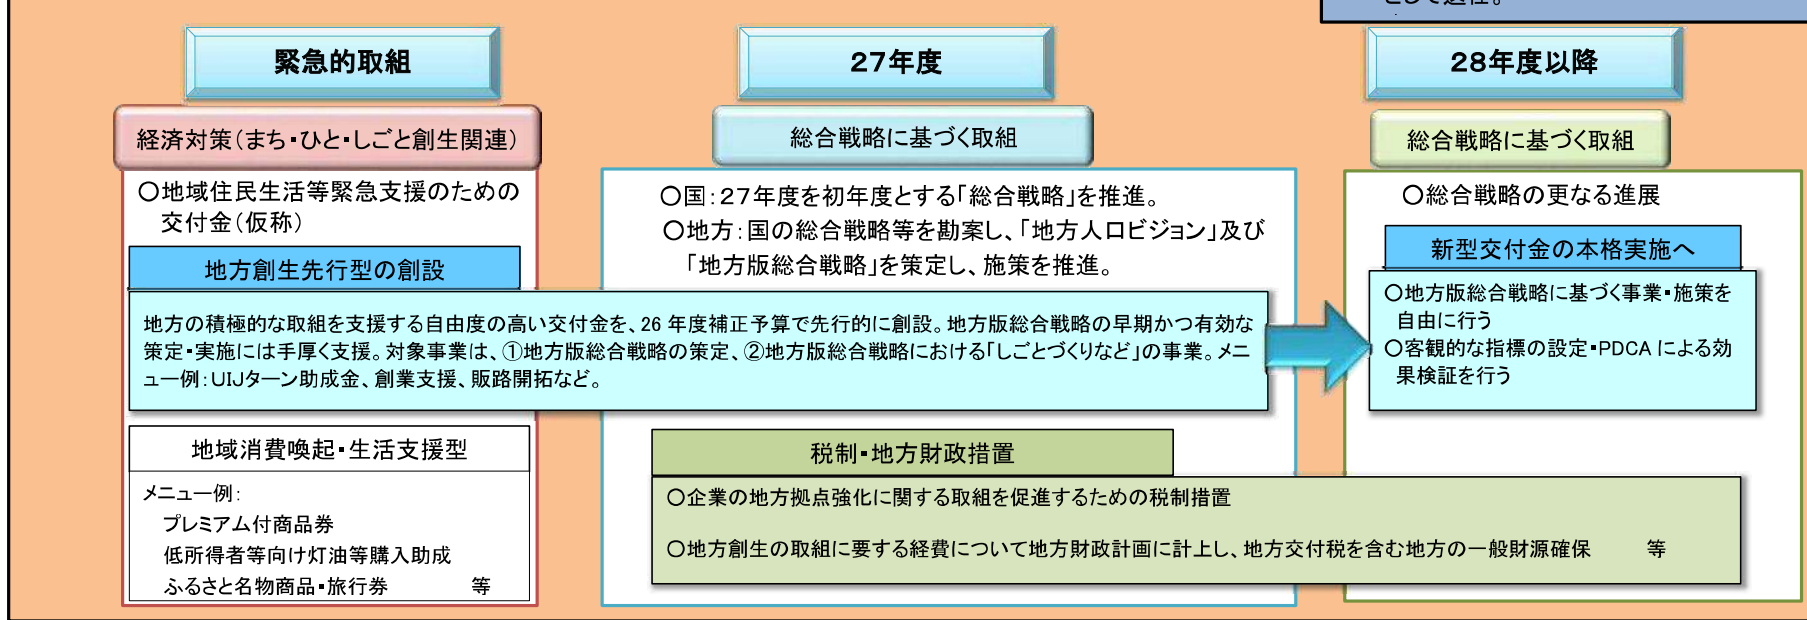 緊急的取組
経済対策(まち・ひと・しごと創生関連)
○地域住民生活等緊急支援のための
交付金(仮称)
地方創生先行型の創設
地方の積極的な取組を支援する自由度の高い交付金を、26 年度補正予算で先行的に創設。地方版総合戦略の早期かつ有効な
策定・実施には手厚く支援。対象事業は、①地方版総合戦略の策定、②地方版総合戦略における「しごとづくりなど」の事業。メニ
ュー例:UIJターン助成金、創業支援、販路開拓など。
地域消費喚起・生活支援型
メニュー例:
プレミアム付商品券
低所得者等向け灯油等購入助成
ふるさと名物商品・旅行券 等
27年度
総合戦略に基づく取組
○国:27年度を初年度とする「総合戦略」を推進。
○地方:国の総合戦略等を勘案し、「地方人口ビジョン」及び
「地方版総合戦略」を策定し、施策を推進。
税制・地方財政措置
○企業の地方拠点強化に関する取組を促進するための税制措置
○地方創生の取組に要する経費について地方財政計画に計上し、地方交付税を含む地方の一般財源確保 等
28年度以降
総合戦略に基づく取組
○総合戦略の更なる進展
新型交付金の本格実施へ
○地方版総合戦略に基づく事業・施策を
自由に行う
○客観的な指標の設定・PDCA による効
果検証を行う